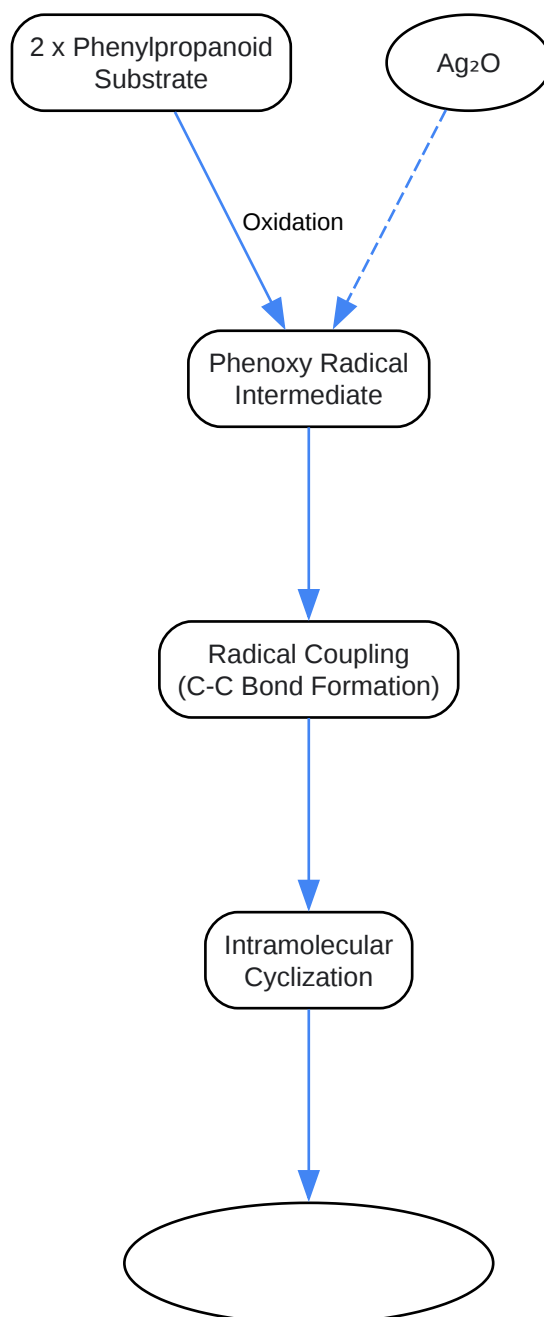 2 x Phenylpropanoid
Substrate
Ag₂O
Oxidation
Phenoxy Radical
Intermediate
Radical Coupling
(C-C Bond Formation)
Intramolecular
Cyclization